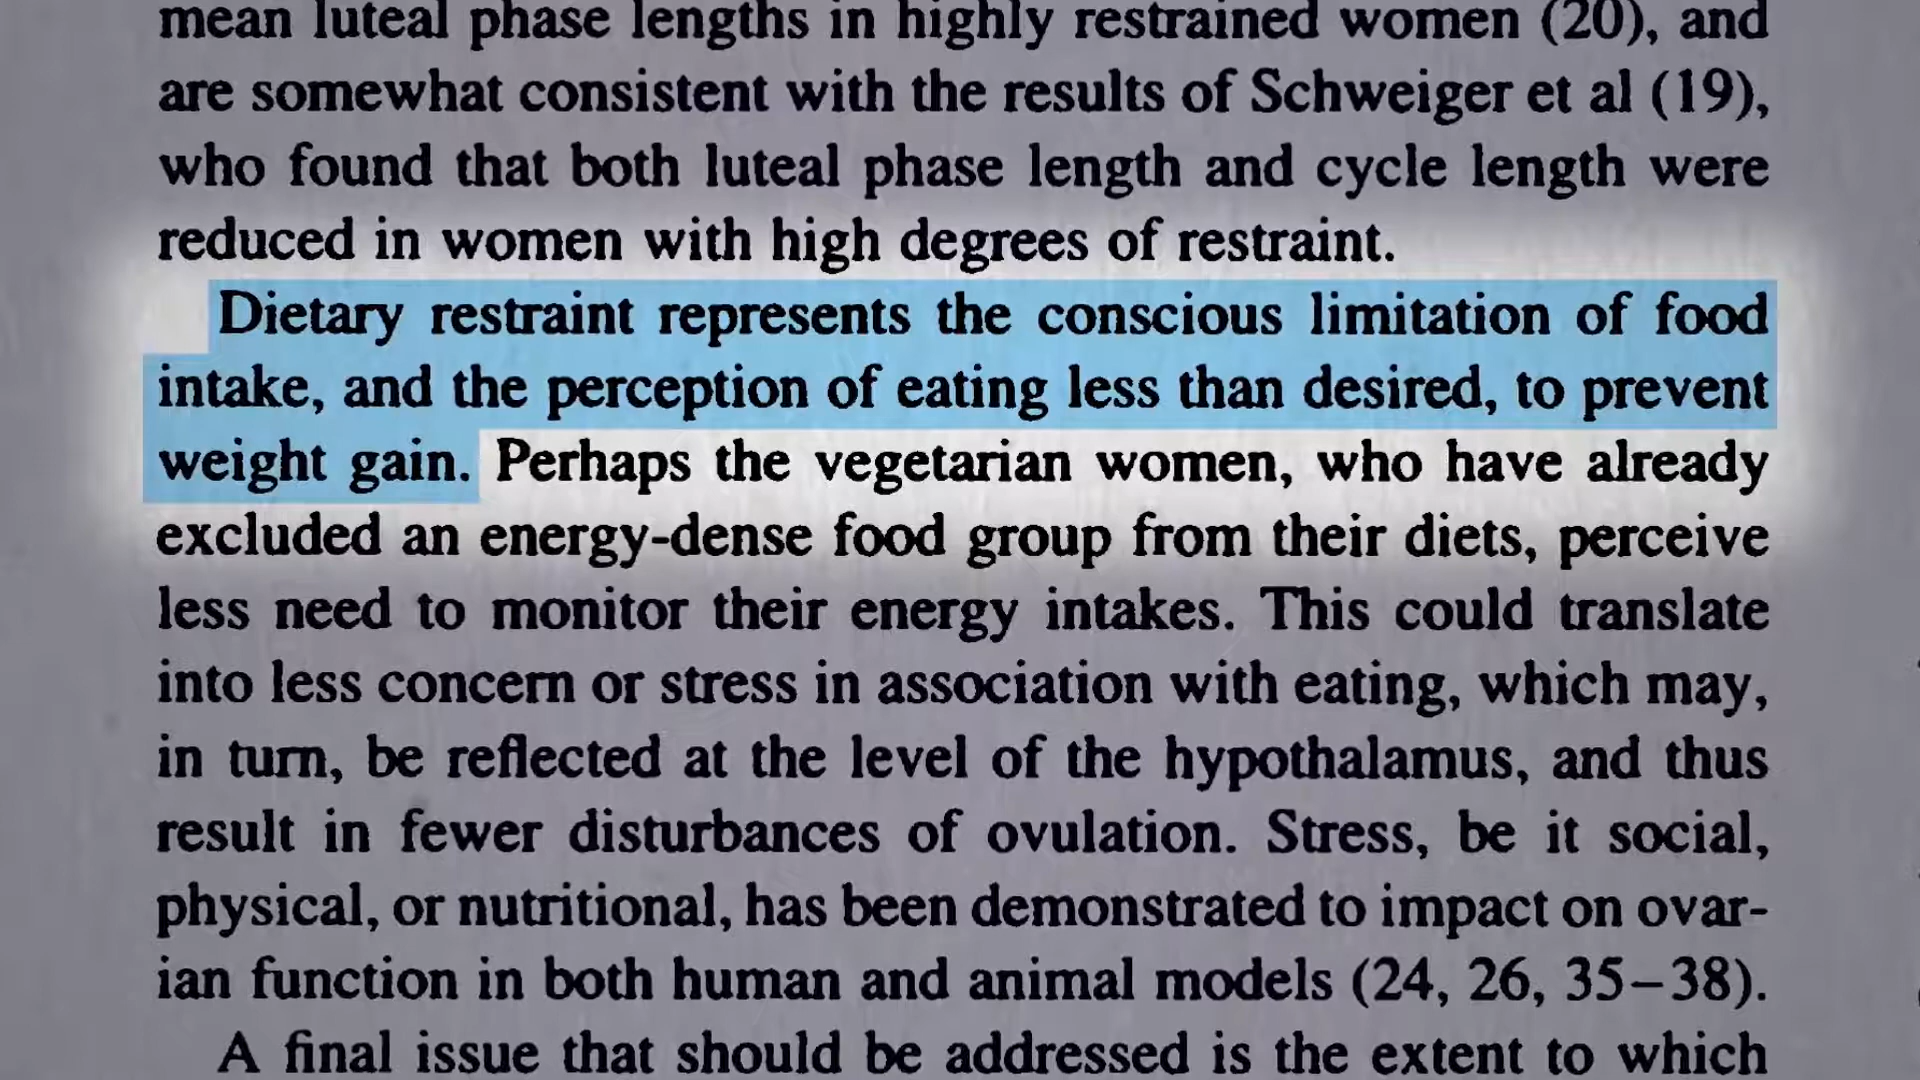 mean luteal phase lengths in highly restrained women (20), and
are somewhat consistent with the results of Schweiger et al (19),
who found that both luteal phase length and cycle length were
reduced in women with high degrees of restraint.
Dietary restraint represents the conscious limitation of food
intake, and the perception of eating less than desired, to prevent
weight gain. Perhaps the vegetarian women, who have already
excluded an energy-dense food group from their diets, perceive
less need to monitor their energy intakes. This could translate
into less concern or stress in association with eating, which may,
in turn, be reflected at the level of the hypothalamus, and thus
result in fewer disturbances of ovulation. Stress, be it social,
physical, or nutritional, has been demonstrated to impact on ovar-
ian function in both human and animal models (24, 26, 35–38).
A final issue that should be addressed is the extent to which